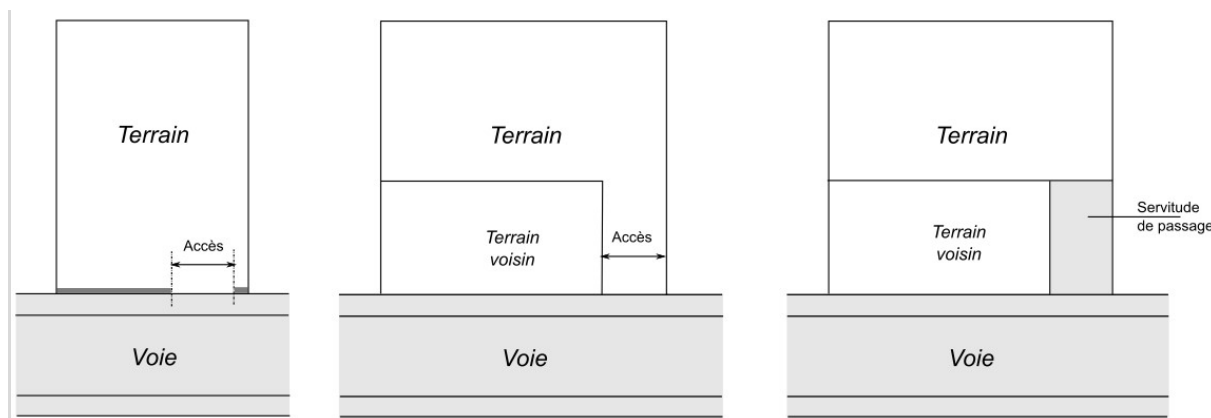 Terrain
Accès
Voie
Terrain
Terrain
voisin
Accès
Voie
Terrain
Terrain
voisin
Servitude
de passage
Voie